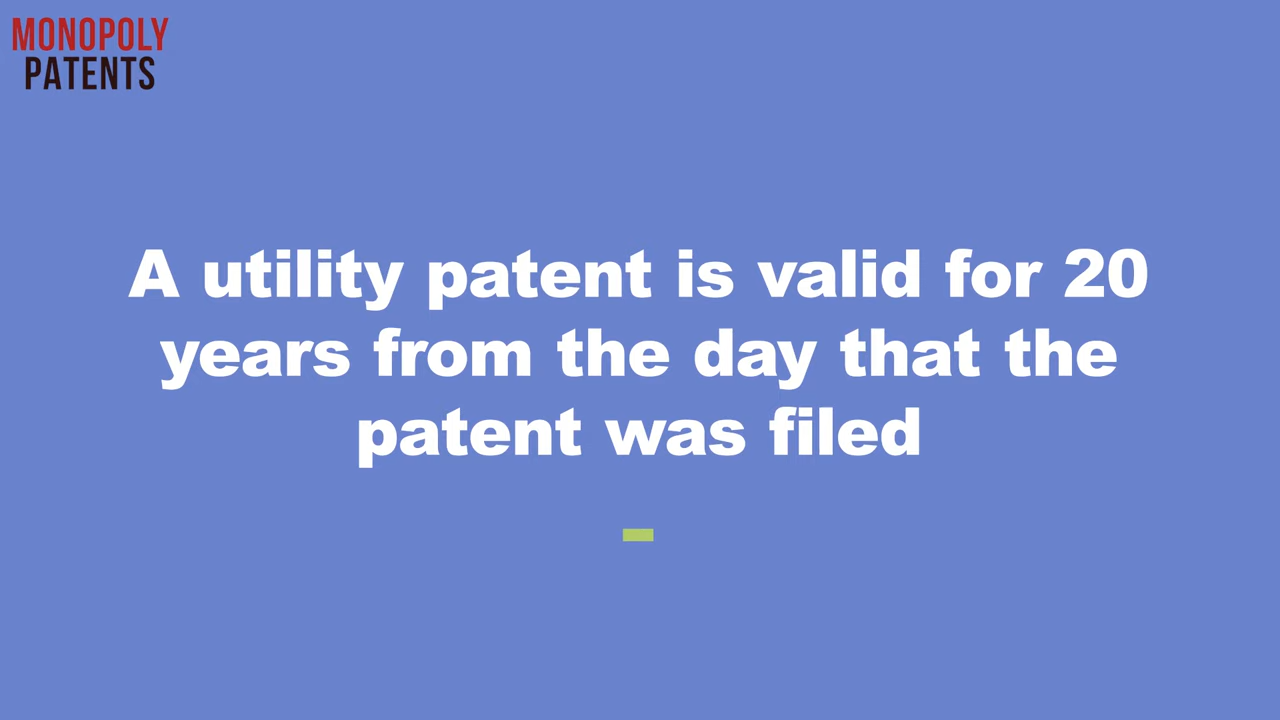 MONOPOLY
PATENTS
A utility patent is valid for 20
years from the day that the
patent was filed